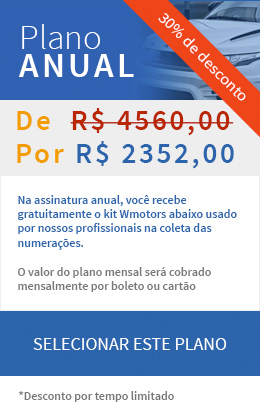 30% de desconto
Plano
ANUAL
De R$ 4560,00
Por R$ 2352,00
Na assinatura anual, você recebe
gratuitamente o kit Wmotors abaixo usado
por nossos profissionais na coleta das
numerações.
O valor do plano mensal será cobrado
mensalmente por boleto ou cartão
SELECIONAR ESTE PLANO
*Desconto por tempo limitado